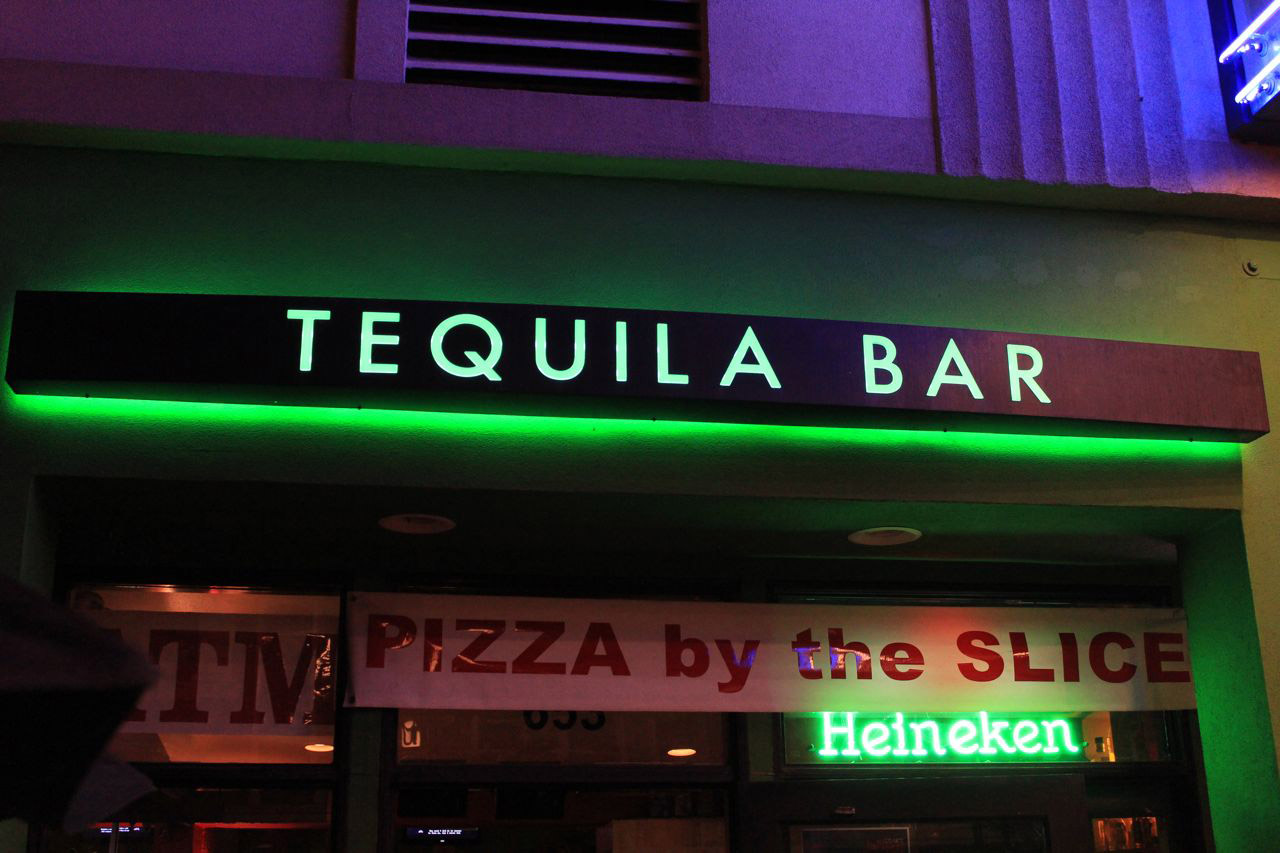 TEQUILA BAR
ATM
PIZZA by the SLICE
Heineken